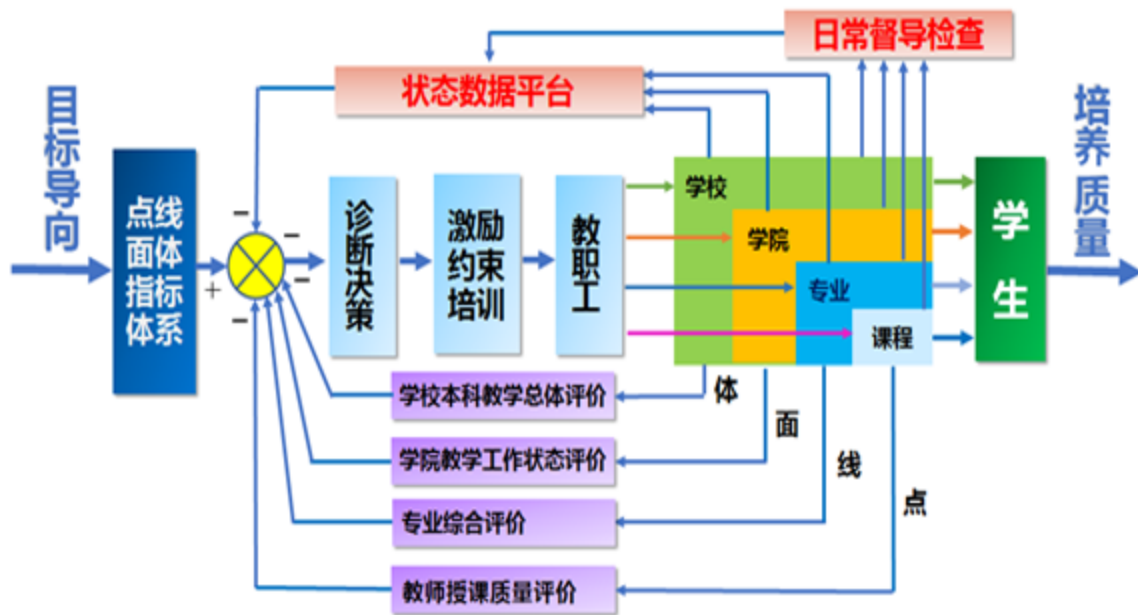 日常督导检查
状态数据平台
目标导向
点线
面体
指标
体系
诊断决策
激励
约束
培训
教职工
学校
学院
专业
课程
学生
培养质量
学校本科教学总体评价
体
学院教学工作状态评价
面
专业综合评价
线
教师授课质量评价
点
−
−
−
−
+